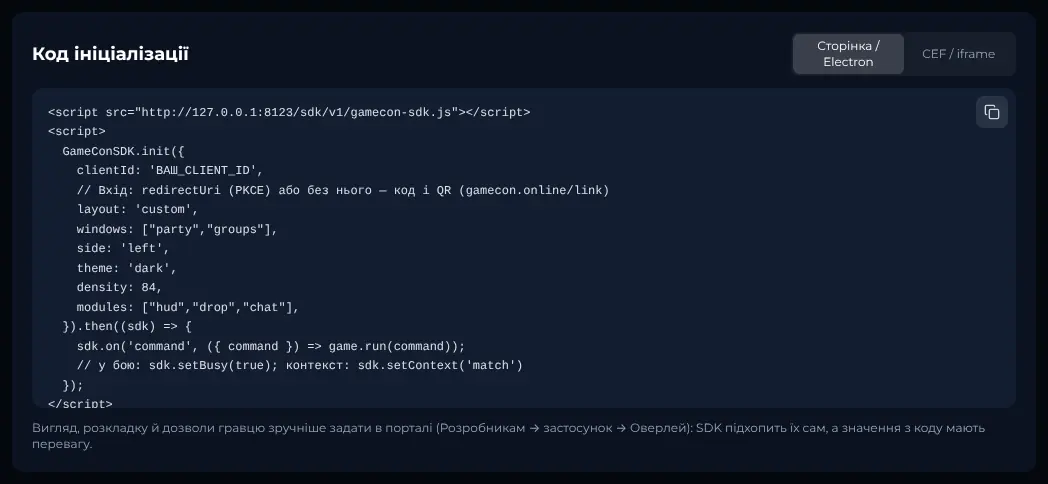 Код ініціалізації
Сторінка /
Electron
CEF / iframe
<script src="http://127.0.0.1:8123/sdk/v1/gamecon-sdk.js"></script>
<script>
  GameConSDK.init({
    clientId: 'ВАШ_CLIENT_ID',
    // Вхід: redirectUri (PKCE) або без нього — код і QR (gamecon.online/link)
    layout: 'custom',
    windows: ["party","groups"],
    side: 'left',
    theme: 'dark',
    density: 84,
    modules: ["hud","drop","chat"],
  }).then((sdk) => {
    sdk.on('command', ({ command }) => game.run(command));
    // у бою: sdk.setBusy(true); контекст: sdk.setContext('match')
  });
</script>
Вигляд, розкладку й дозволи гравцю зручніше задати в порталі (Розробникам → застосунок → Оверлей): SDK підхопить їх сам, а значення з коду мають
перевагу.